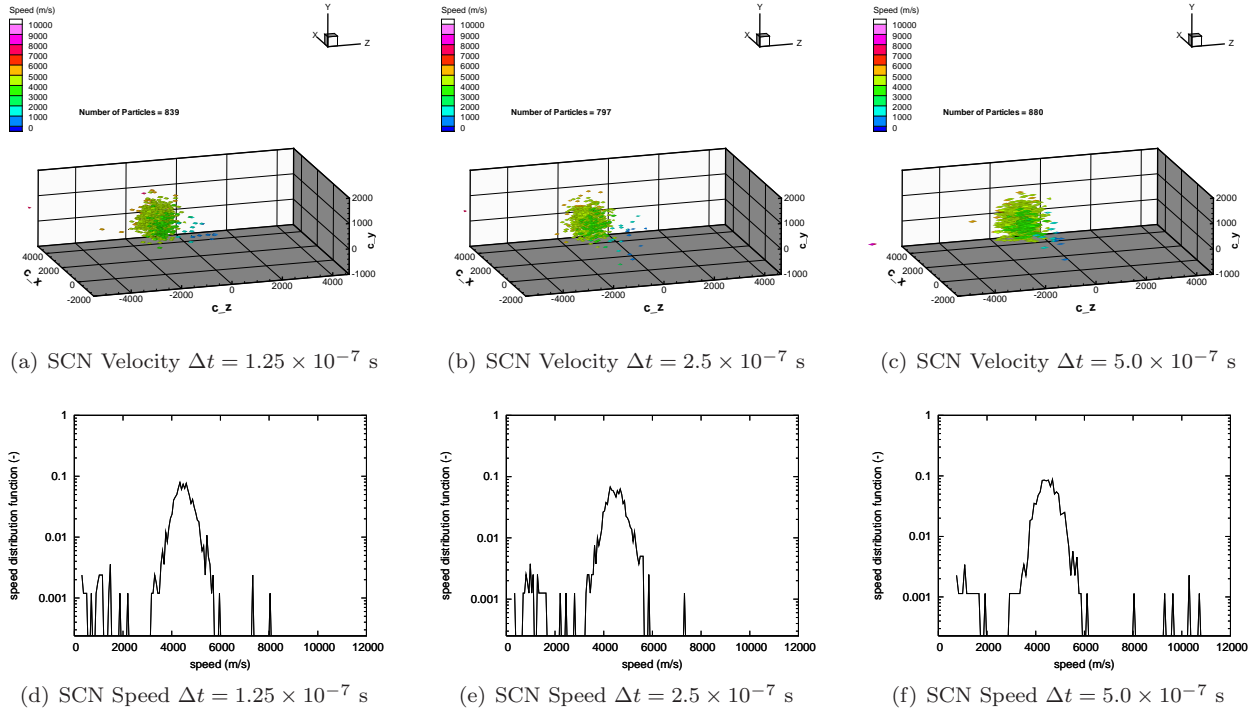 Speed (m/s)
10000
9000
8000
7000
6000
5000
4000
3000
2000
1000
0
Y
X
Z
Number of Particles = 839
4000
2000
0
-2000
c_x
-4000
-2000
0
2000
4000
c_z
2000
1000
0
-1000
c_y
Speed (m/s)
10000
9000
8000
7000
6000
5000
4000
3000
2000
1000
0
Y
X
Z
Number of Particles = 797
4000
2000
0
-2000
c_x
-4000
-2000
0
2000
4000
c_z
2000
1000
0
-1000
c_y
Speed (m/s)
10000
9000
8000
7000
6000
5000
4000
3000
2000
1000
0
Y
X
Z
Number of Particles = 880
4000
2000
0
-2000
c_x
-4000
-2000
0
2000
4000
c_z
2000
1000
0
-1000
c_y
(a) SCN Velocity Δt = 1.25 × 10⁻⁷ s
(b) SCN Velocity Δt = 2.5 × 10⁻⁷ s
(c) SCN Velocity Δt = 5.0 × 10⁻⁷ s
speed distribution function (-)
1
0.1
0.01
0.001
0 2000 4000 6000 8000 10000 12000
speed (m/s)
speed distribution function (-)
1
0.1
0.01
0.001
0 2000 4000 6000 8000 10000 12000
speed (m/s)
speed distribution function (-)
1
0.1
0.01
0.001
0 2000 4000 6000 8000 10000 12000
speed (m/s)
(d) SCN Speed Δt = 1.25 × 10⁻⁷ s
(e) SCN Speed Δt = 2.5 × 10⁻⁷ s
(f) SCN Speed Δt = 5.0 × 10⁻⁷ s